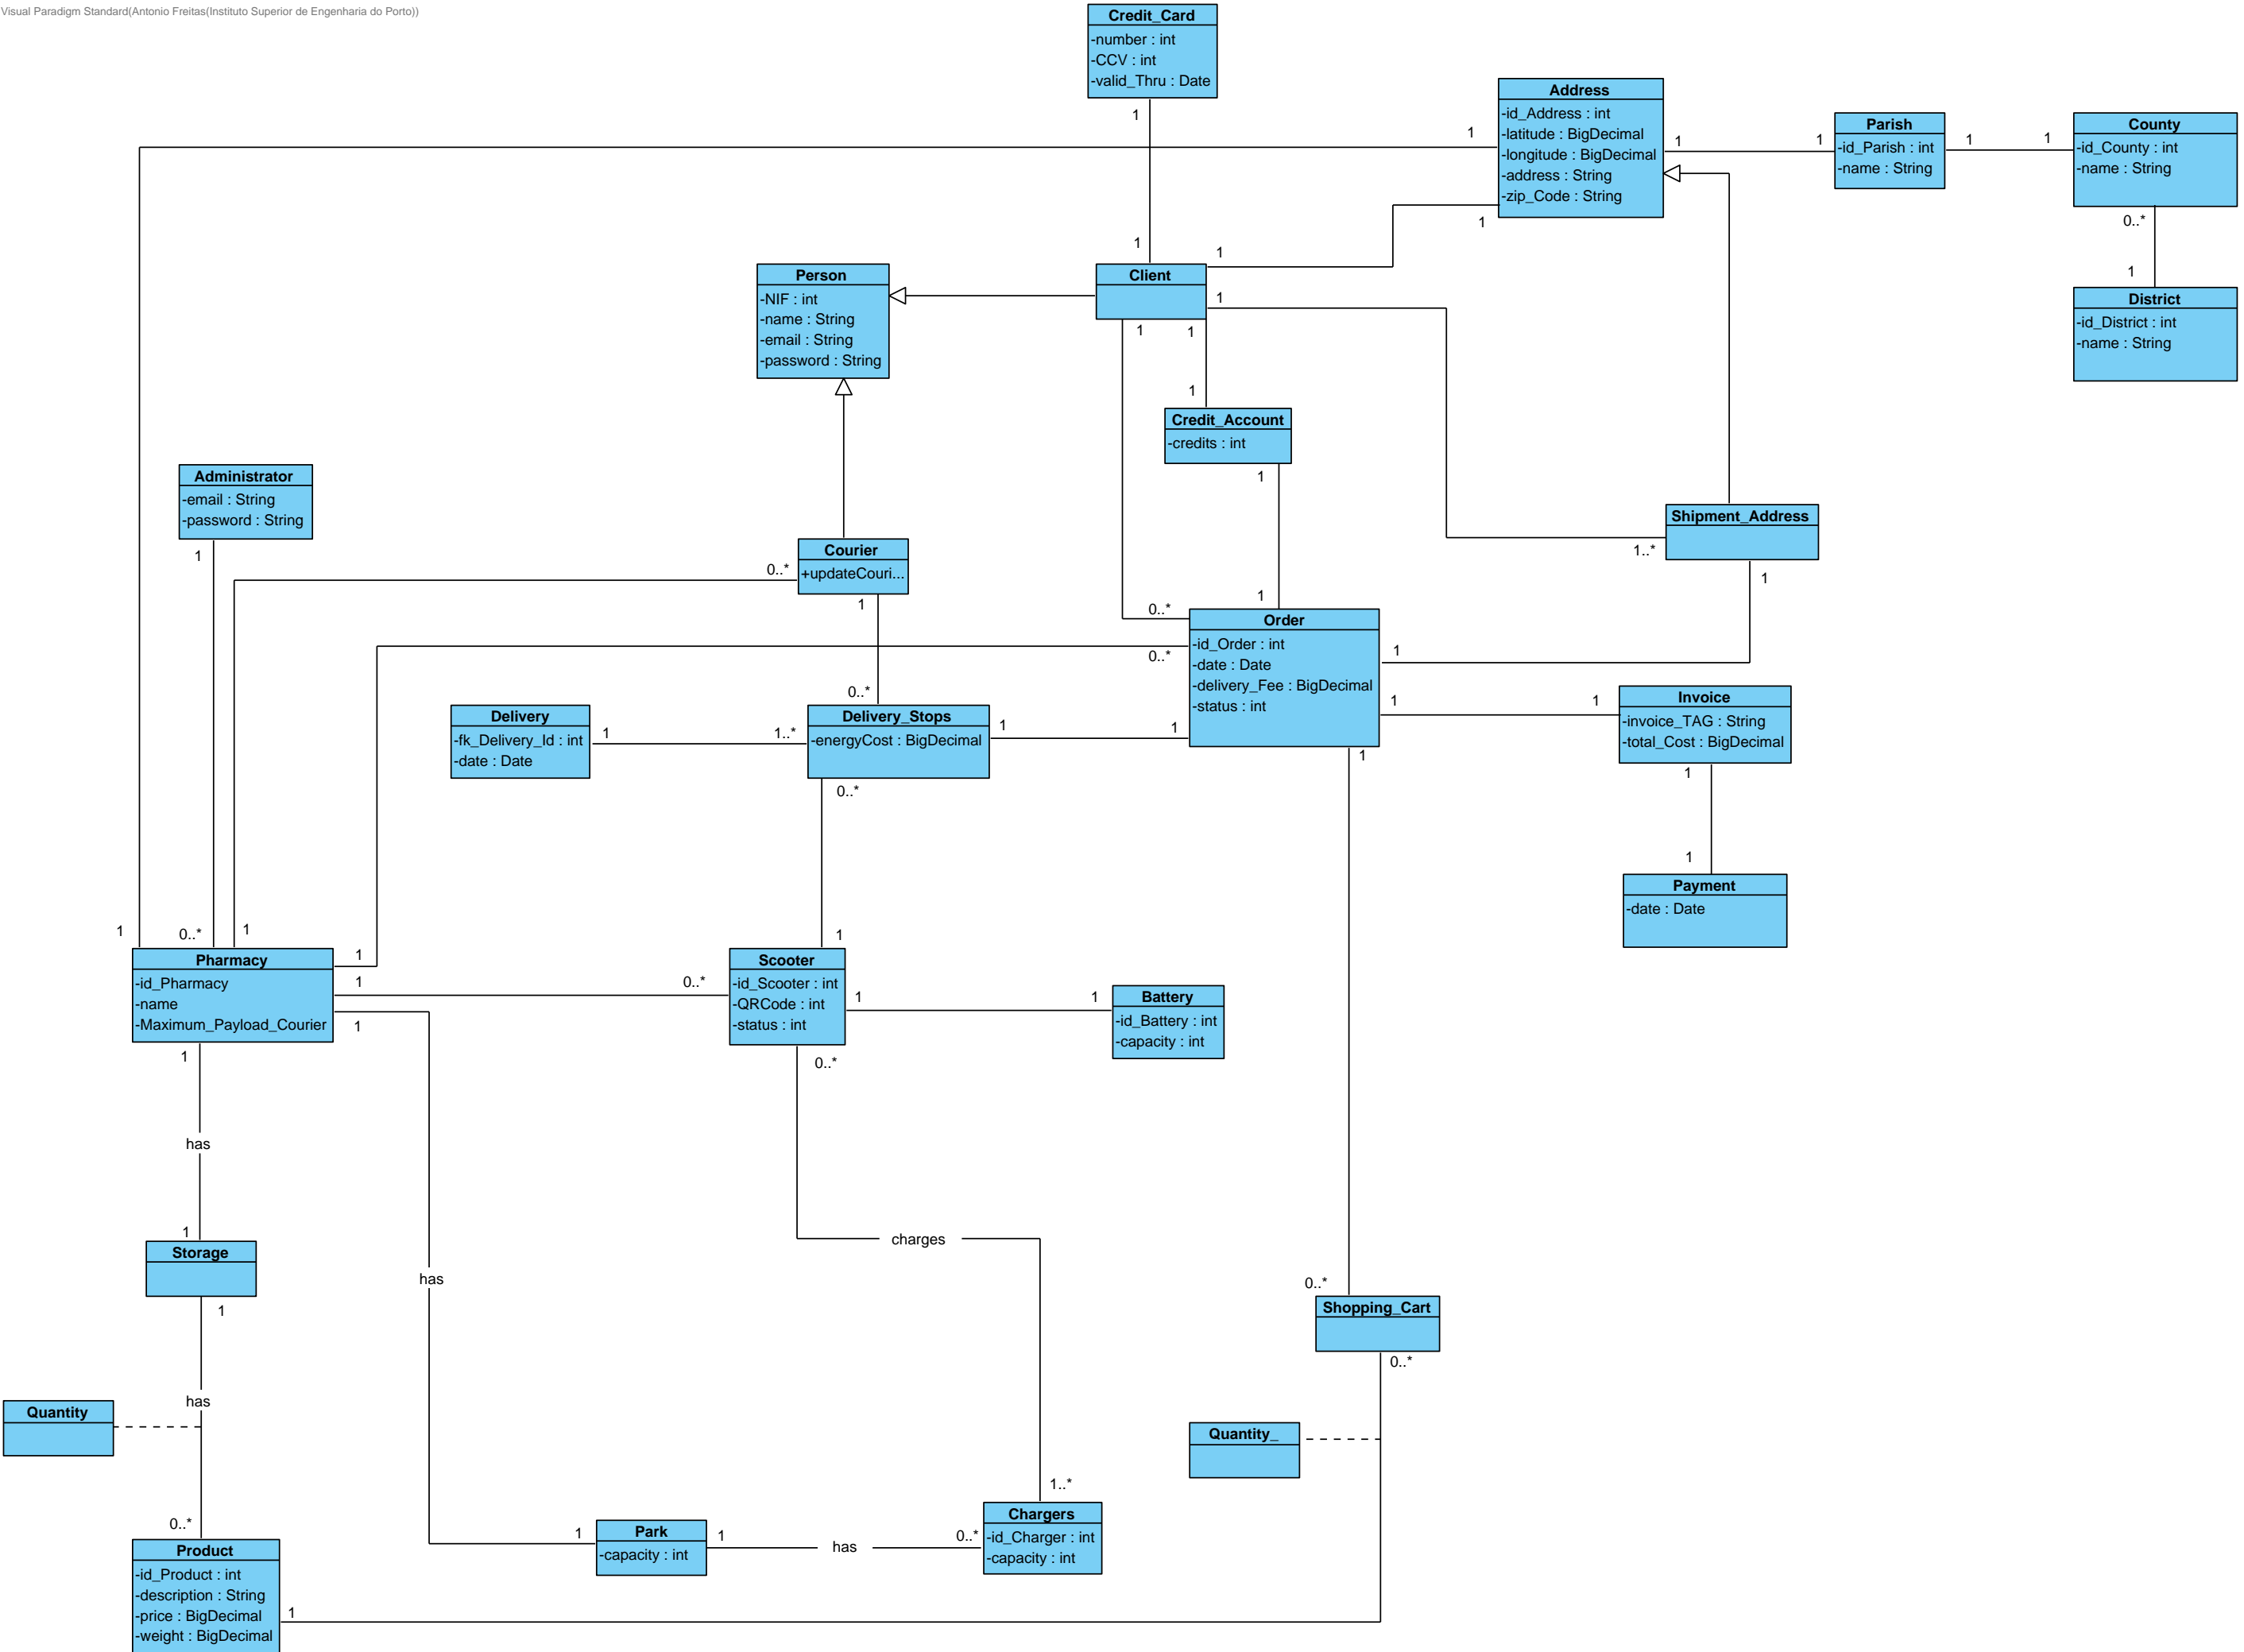 Visual Paradigm Standard(Antonio Freitas(Instituto Superior de Engenharia do Porto))
Credit_Card
-number : int
-CCV : int
-valid_Thru : Date
1
1
Address
-id_Address : int
-latitude : BigDecimal
-longitude : BigDecimal
-address : String
-zip_Code : String
1
1
1
1
Parish
-id_Parish : int
-name : String
1
1
County
-id_County : int
-name : String
0..*
1
District
-id_District : int
-name : String
Person
-NIF : int
-name : String
-email : String
-password : String
Client
1
1
1
1
1
Credit_Account
-credits : int
1
1
Administrator
-email : String
-password : String
1
Courier
+updateCouri...
0..*
1
Shipment_Address
1..*
1
Order
-id_Order : int
-date : Date
-delivery_Fee : BigDecimal
-status : int
0..*
0..*
1
1
1
1
Invoice
-invoice_TAG : String
-total_Cost : BigDecimal
1
1
1
Payment
-date : Date
Delivery
-fk_Delivery_Id : int
-date : Date
1
1..*
0..*
Delivery_Stops
-energyCost : BigDecimal
1
0..*
1
0..*
1
1
Pharmacy
-id_Pharmacy
-name
-Maximum_Payload_Courier
1
1
1
1
0..*
1
Scooter
-id_Scooter : int
-QRCode : int
-status : int
1
1
0..*
Battery
-id_Battery : int
-capacity : int
has
1
Storage
1
has
charges
has
0..*
Shopping_Cart
0..*
Quantity
Quantity_
0..*
Product
-id_Product : int
-description : String
-price : BigDecimal
-weight : BigDecimal
1
1
Park
-capacity : int
1
has
0..*
1..*
Chargers
-id_Charger : int
-capacity : int